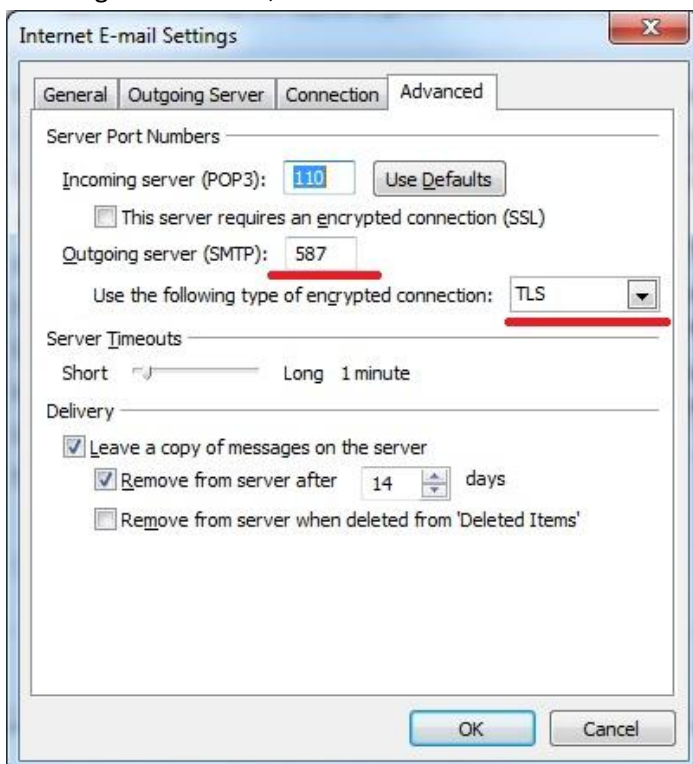 Internet E-mail Settings
General Outgoing Server Connection Advanced
Server Port Numbers
Incoming server (POP3): 110 Use Defaults
This server requires an encrypted connection (SSL)
Outgoing server (SMTP): 587
Use the following type of encrypted connection: TLS
Server Timeouts
Short Long 1 minute
Delivery
Leave a copy of messages on the server
Remove from server after 14 days
Remove from server when deleted from 'Deleted Items'
OK Cancel